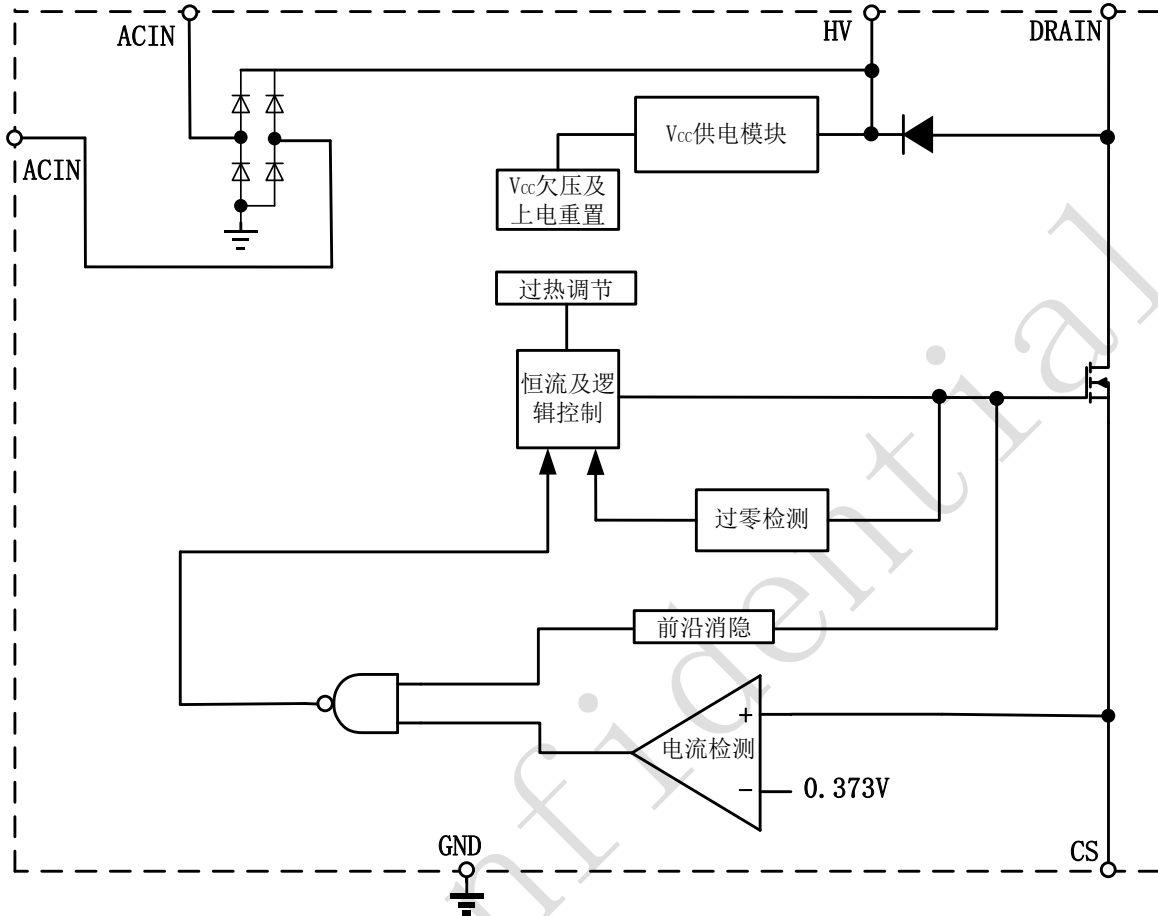 ACIN
HV
DRAIN
ACIN
Vcc供电模块
Vcc欠压及
上电重置
过热调节
恒流及逻
辑控制
过零检测
前沿消隐
+
电流检测
−
0.373V
GND
CS
nfidential